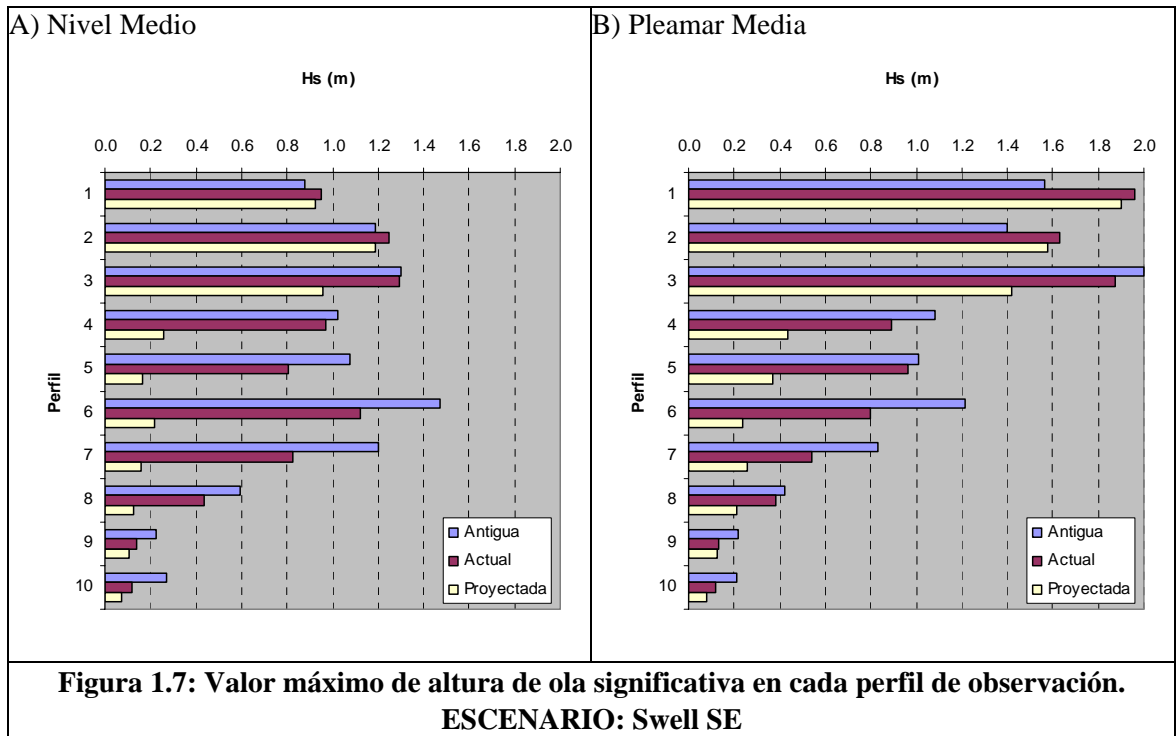 A) Nivel Medio
Hs (m)
0.0 0.2 0.4 0.6 0.8 1.0 1.2 1.4 1.6 1.8 2.0
1
2
3
4
5
6
7
8
9
10
Perfil
Antigua
Actual
Proyectada
B) Pleamar Media
Hs (m)
0.0 0.2 0.4 0.6 0.8 1.0 1.2 1.4 1.6 1.8 2.0
1
2
3
4
5
6
7
8
9
10
Perfil
Antigua
Actual
Proyectada
Figura 1.7: Valor máximo de altura de ola significativa en cada perfil de observación.
ESCENARIO: Swell SE